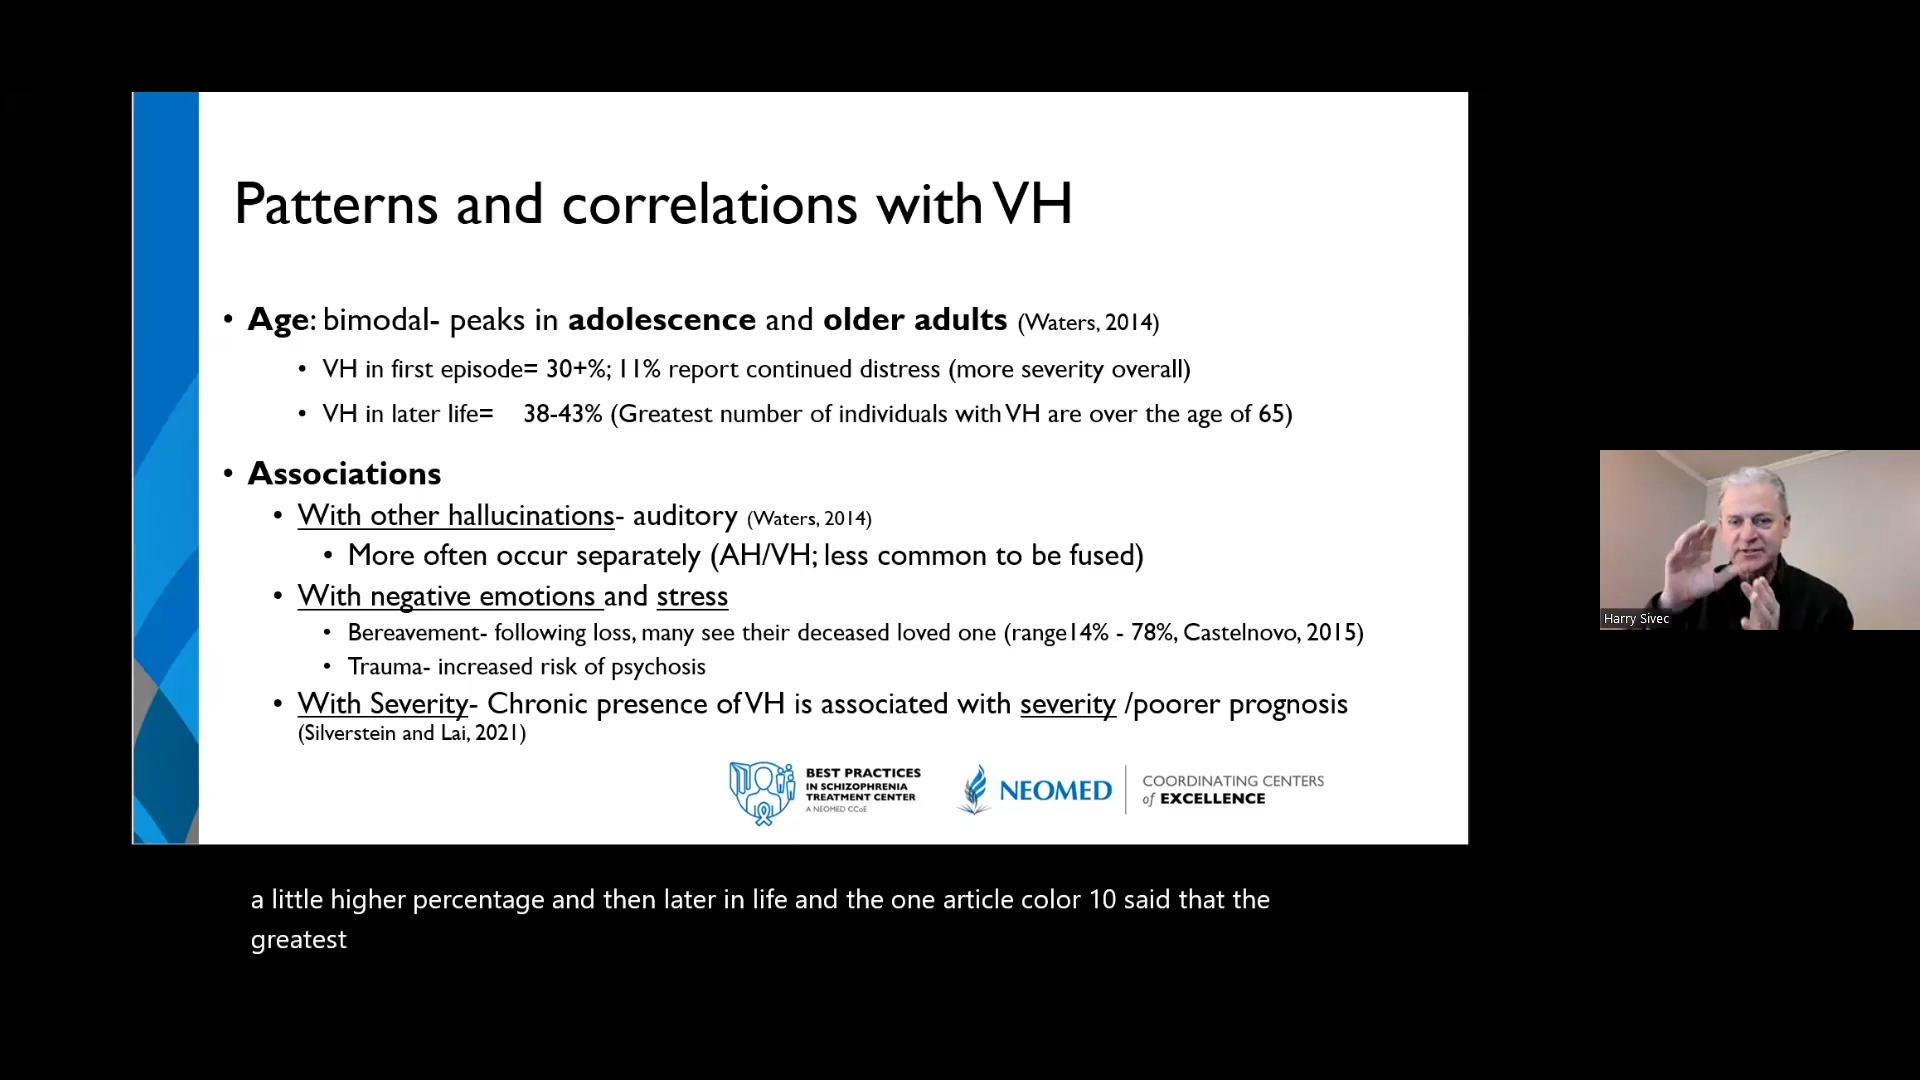 Patterns and correlations with VH
• Age: bimodal- peaks in adolescence and older adults (Waters, 2014)
• VH in first episode= 30+%; 11% report continued distress (more severity overall)
• VH in later life= 38-43% (Greatest number of individuals with VH are over the age of 65)
• Associations
• With other hallucinations- auditory (Waters, 2014)
• More often occur separately (AH/VH; less common to be fused)
• With negative emotions and stress
• Bereavement- following loss, many see their deceased loved one (range14% - 78%, Castelnovo, 2015)
• Trauma- increased risk of psychosis
• With Severity- Chronic presence of VH is associated with severity /poorer prognosis
(Silverstein and Lai, 2021)
BEST PRACTICES
IN SCHIZOPHRENIA
TREATMENT CENTER
A NEOMED CCoE
NEOMED
COORDINATING CENTERS
of EXCELLENCE
Harry Sivec
a little higher percentage and then later in life and the one article color 10 said that the
greatest